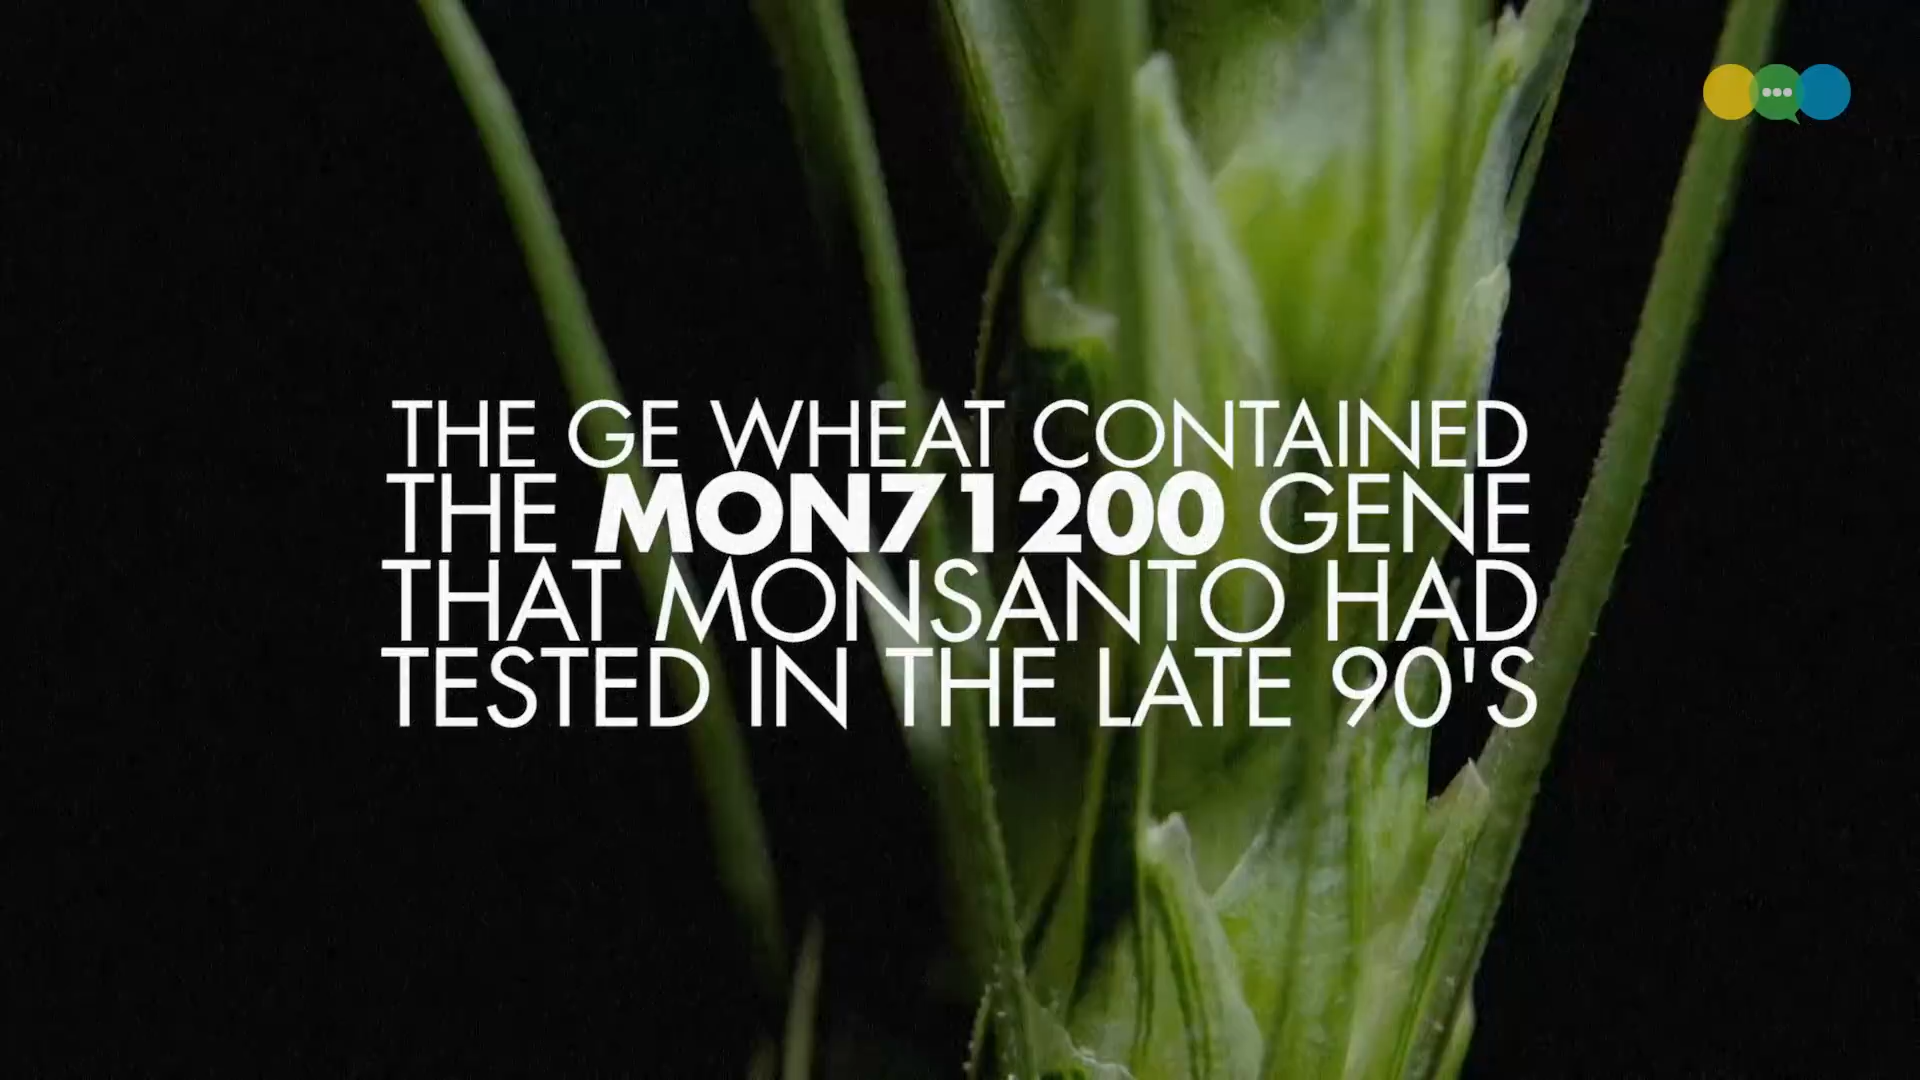 THE GE WHEAT CONTAINED
THE MON71200 GENE
THAT MONSANTO HAD
TESTED IN THE LATE 90'S